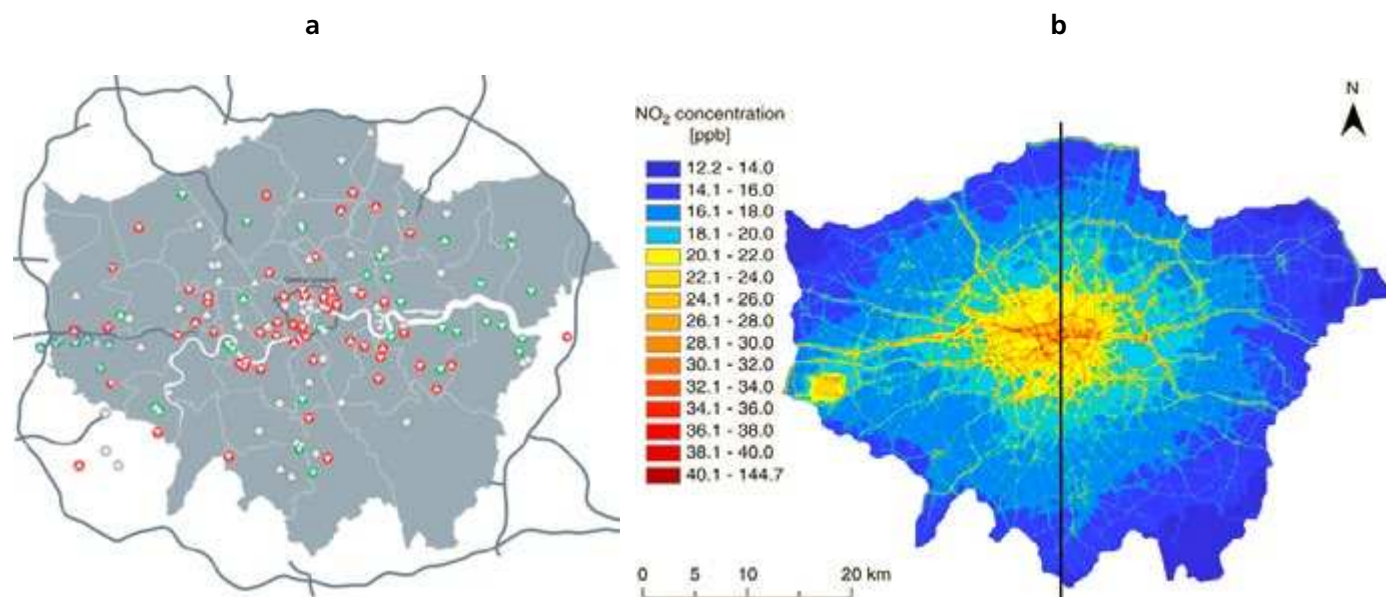 a
b
N
NO2 concentration
[ppb]
12.2 - 14.0
14.1 - 16.0
16.1 - 18.0
18.1 - 20.0
20.1 - 22.0
22.1 - 24.0
24.1 - 26.0
26.1 - 28.0
28.1 - 30.0
30.1 - 32.0
32.1 - 34.0
34.1 - 36.0
36.1 - 38.0
38.1 - 40.0
40.1 - 144.7
0 5 10 20 km